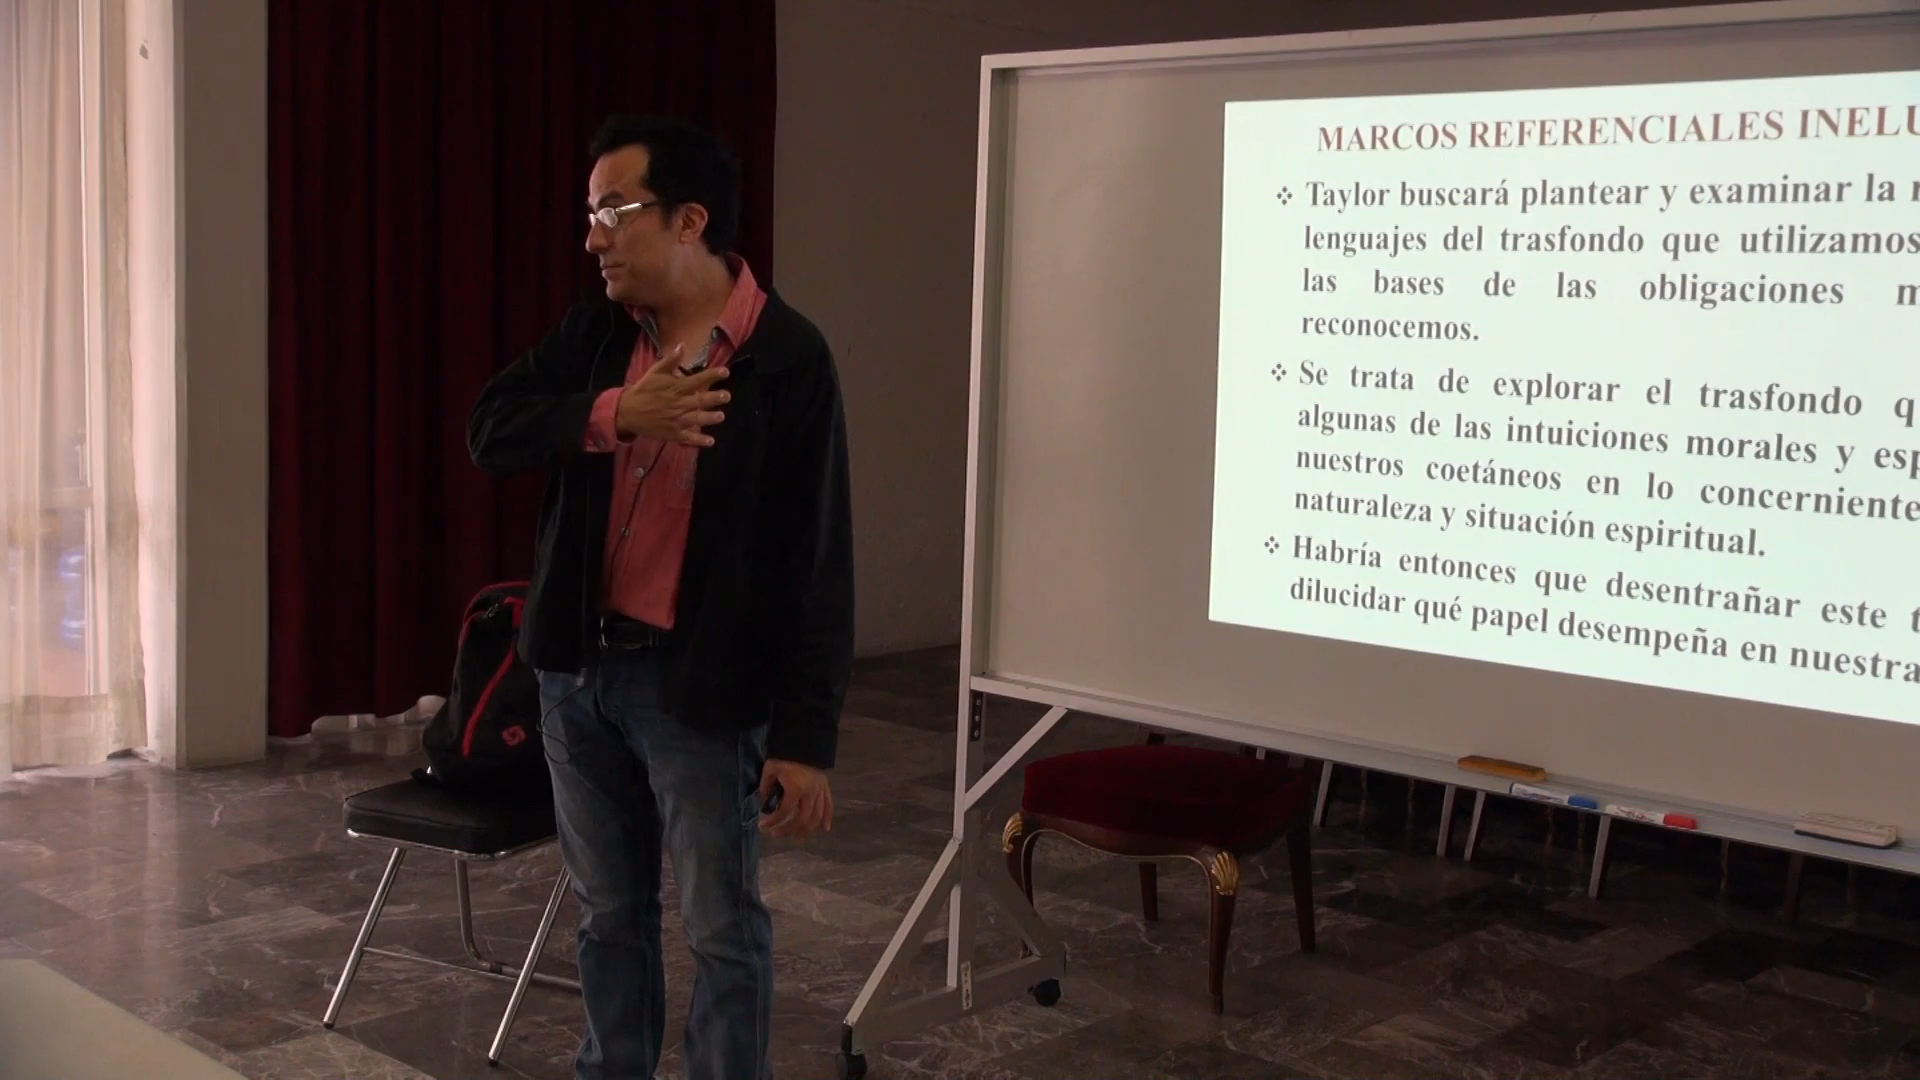 MARCOS REFERENCIALES
❖ Taylor buscará plantear y examinar la
lenguajes del trasfondo que utilizamos
las bases de las obligaciones
reconocemos.
❖ Se trata de explorar el trasfondo
algunas de las intuiciones morales y
nuestros coetáneos en lo concerniente
naturaleza y situación espiritual.
❖ Habría entonces que desentrañar este
dilucidar qué papel desempeña en nuestra